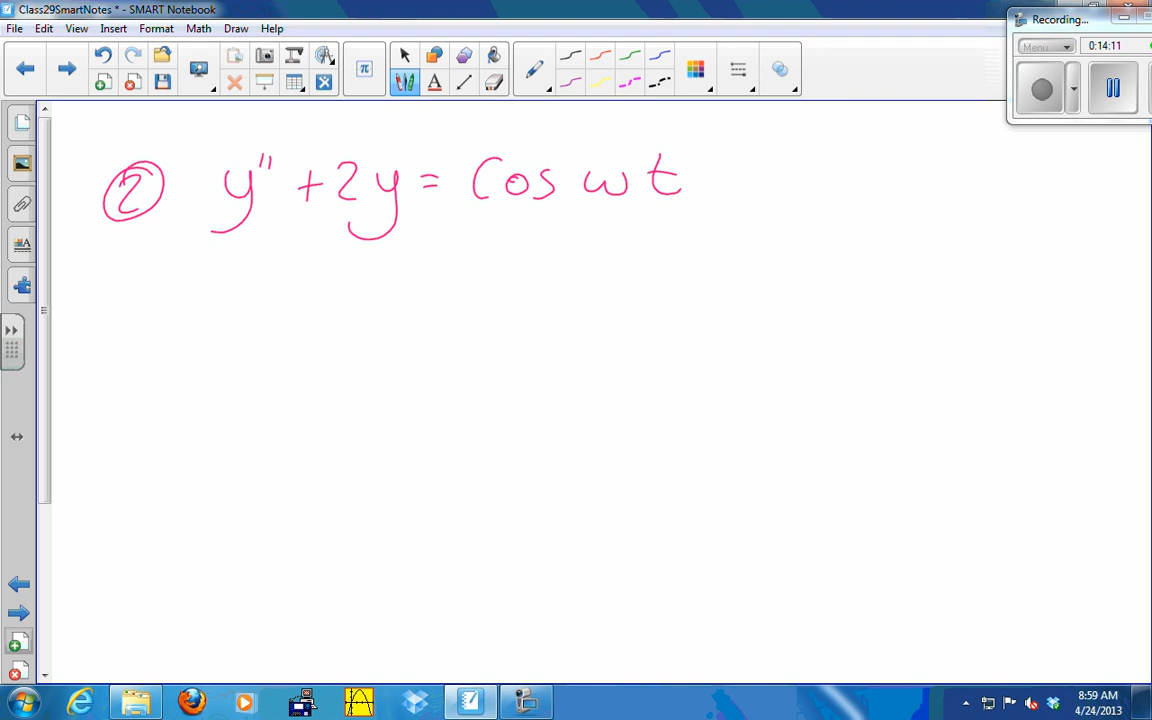 Class29SmartNotes * - SMART Notebook
File Edit View Insert Format Math Draw Help
Recording...
Menu
0:14:11
π
A
② y'' + 2y = Cos ω t
8:59 AM
4/24/2013